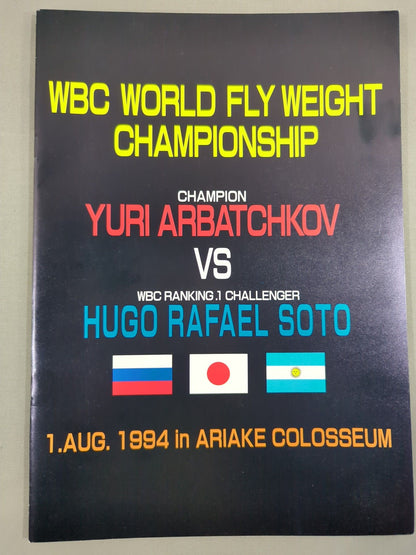 WBC WORLD FLY WEIGHT
CHAMPIONSHIP
CHAMPION
YURI ARBATCHKOV
VS
WBC RANKING.1 CHALLENGER
HUGO RAFAEL SOTO
1.AUG. 1994 in ARIAKE COLOSSEUM